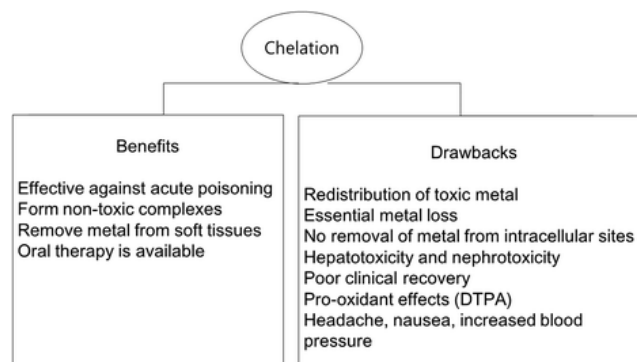 Chelation
Benefits
Effective against acute poisoning
Form non-toxic complexes
Remove metal from soft tissues
Oral therapy is available
Drawbacks
Redistribution of toxic metal
Essential metal loss
No removal of metal from intracellular sites
Hepatotoxicity and nephrotoxicity
Poor clinical recovery
Pro-oxidant effects (DTPA)
Headache, nausea, increased blood
pressure